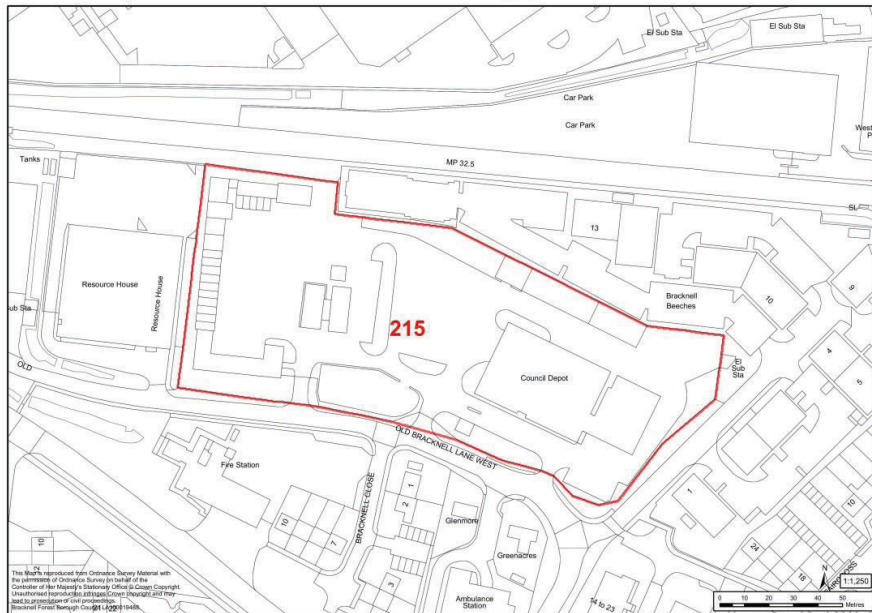 El Sub Sta
El Sub Sta
Car Park
Car Park
MP 32.5
Tanks
SL
13
Resource House
Resource House
Bracknell
Beeches
10
9
215
4
5
El
Sub
Sta
Council Depot
OLD
OLD BRACKNELL LANE WEST
Fire Station
BRACKNELL CLOSE
1
2
Glenmore
1
10
7
10
Greenacres
24
18
3
14 to 23
Ambulance
Station
10
This Map is reproduced from Ordnance Survey Material with
the permission of Ordnance Survey on behalf of the
Controller of Her Majesty's Stationary Office © Crown Copyright.
Unauthorised reproduction infringes Crown copyright and may
lead to prosecution or civil proceedings.
Bracknell Forest Borough Council
N
1:1,250
0 10 20 30 40 50
Metres